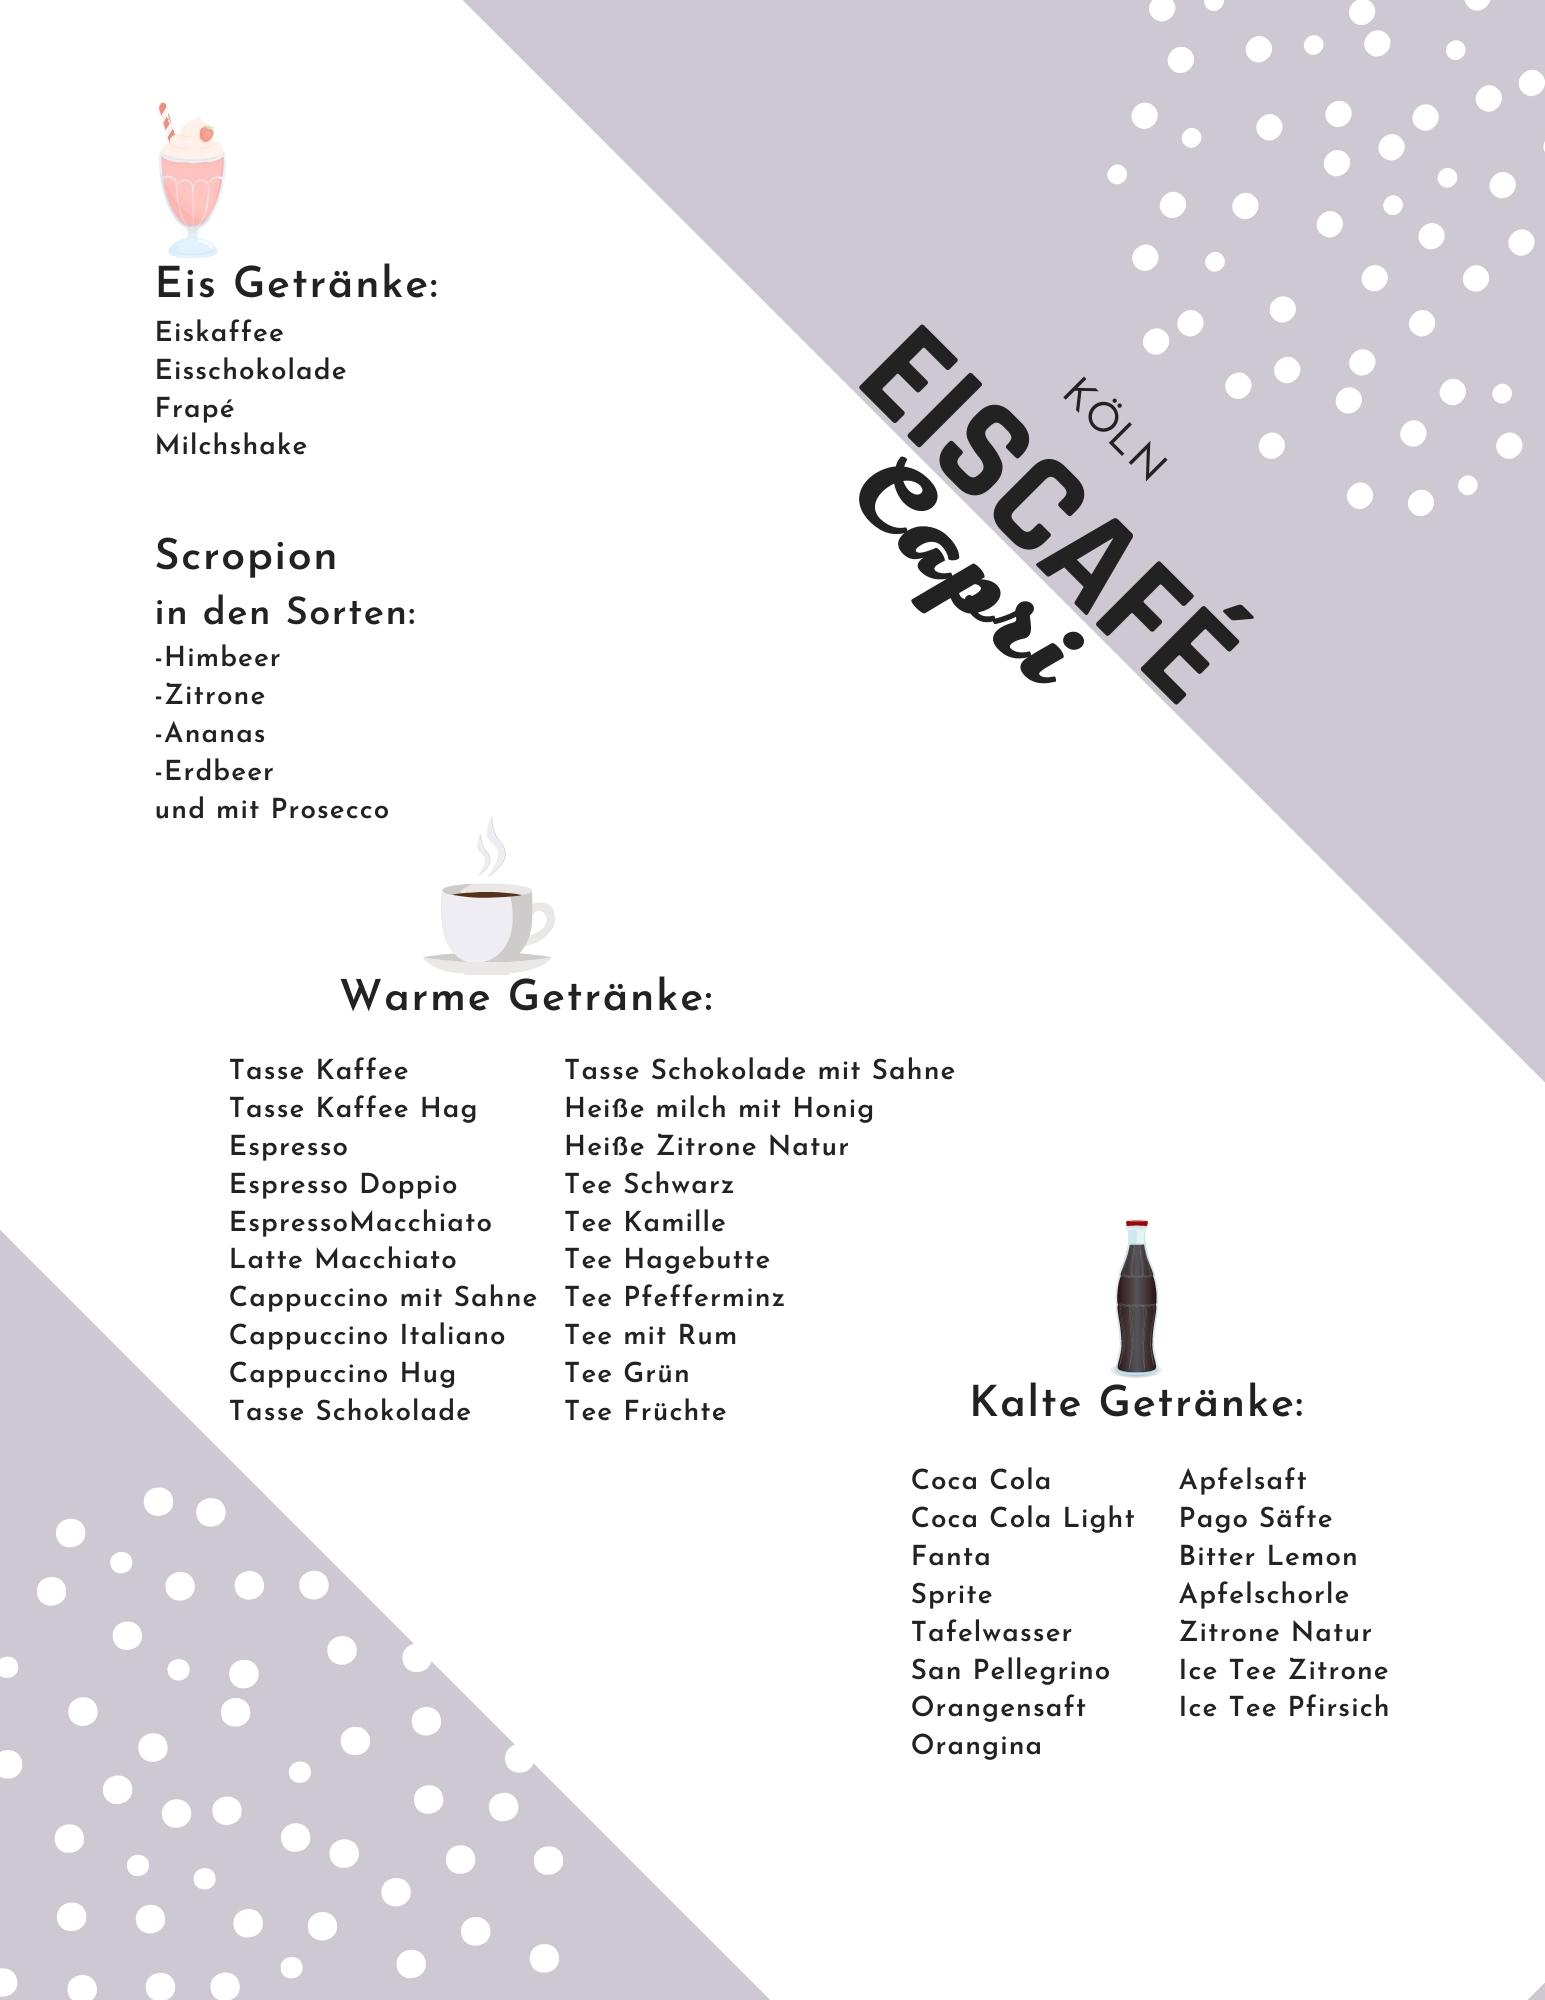 Eis Getränke:
Eiskaffee
Eisschokolade
Frapé
Milchshake
KÖLN
EISCAFÉ
Capri
Scropion
in den Sorten:
-Himbeer
-Zitrone
-Ananas
-Erdbeer
und mit Prosecco
Warme Getränke:
Tasse Kaffee
Tasse Kaffee Hag
Espresso
Espresso Doppio
EspressoMacchiato
Latte Macchiato
Cappuccino mit Sahne
Cappuccino Italiano
Cappuccino Hug
Tasse Schokolade
Tasse Schokolade mit Sahne
Heiße milch mit Honig
Heiße Zitrone Natur
Tee Schwarz
Tee Kamille
Tee Hagebutte
Tee Pfefferminz
Tee mit Rum
Tee Grün
Tee Früchte
Kalte Getränke:
Coca Cola
Coca Cola Light
Fanta
Sprite
Tafelwasser
San Pellegrino
Orangensaft
Orangina
Apfelsaft
Pago Säfte
Bitter Lemon
Apfelschorle
Zitrone Natur
Ice Tee Zitrone
Ice Tee Pfirsich